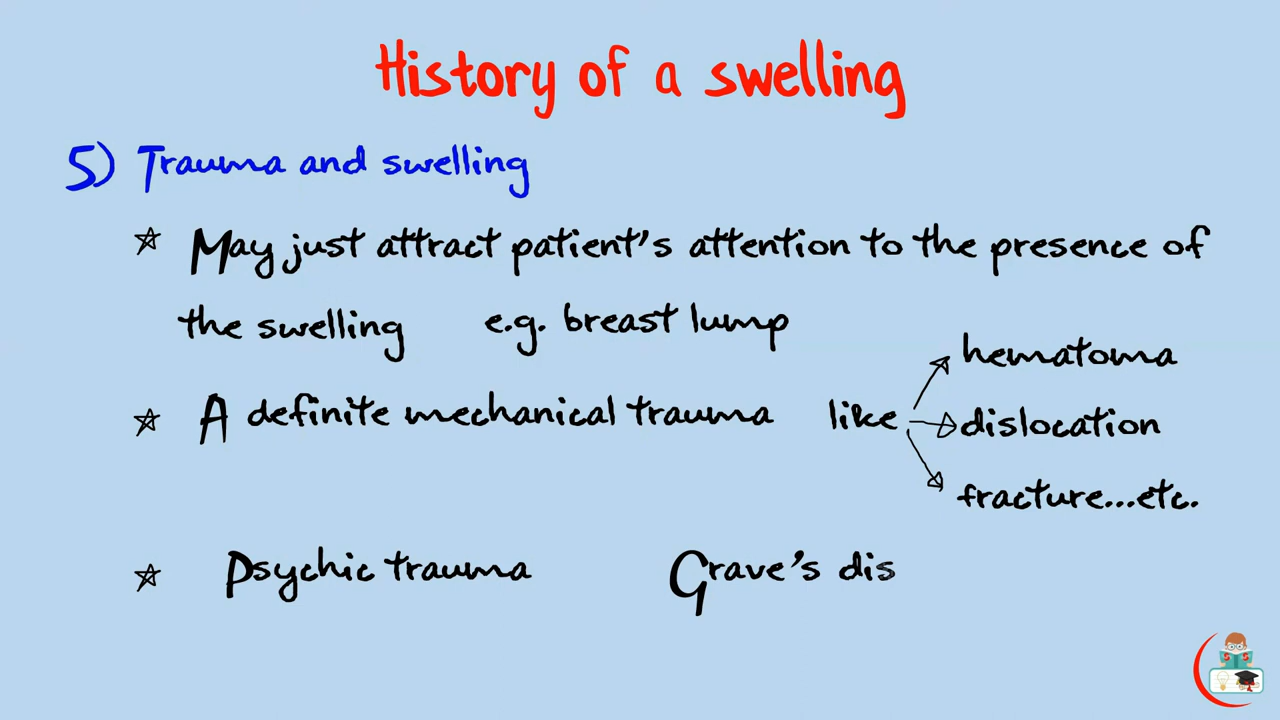 History of a swelling
5) Trauma and swelling
May just attract patient's attention to the presence of
the swelling e.g. breast lump
hematoma
A definite mechanical trauma like dislocation
fracture...etc.
Psychic trauma Grave's dis